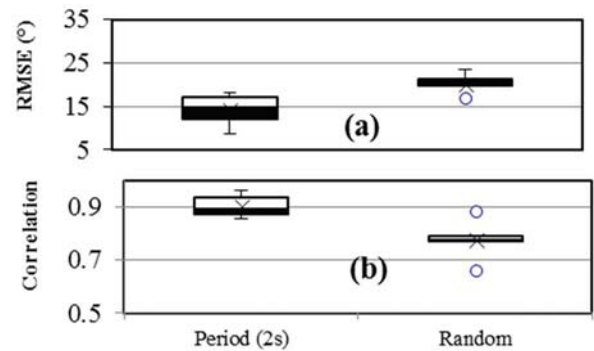 RMSE (°)
35
25
15
5
(a)
Correlation
0.9
0.7
0.5
(b)
Period (2s)
Random